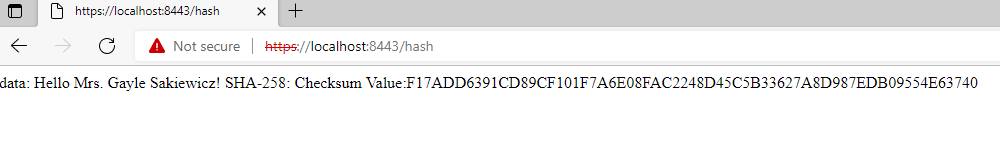 https://localhost:8443/hash
Not secure https://localhost:8443/hash
data: Hello Mrs. Gayle Sakiewicz! SHA-258: Checksum Value:F17ADD6391CD89CF101F7A6E08FAC2248D45C5B33627A8D987EDB09554E63740